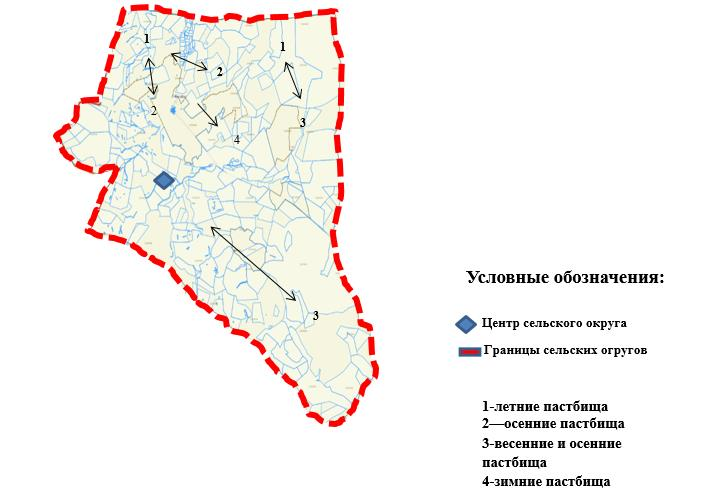 1
1
2
2
3
4
3
Условные обозначения:
Центр сельского округа
Границы сельских огругов
1-летние пастбища
2—осенние пастбища
3-весенние и осенние
пастбища
4-зимние пастбища